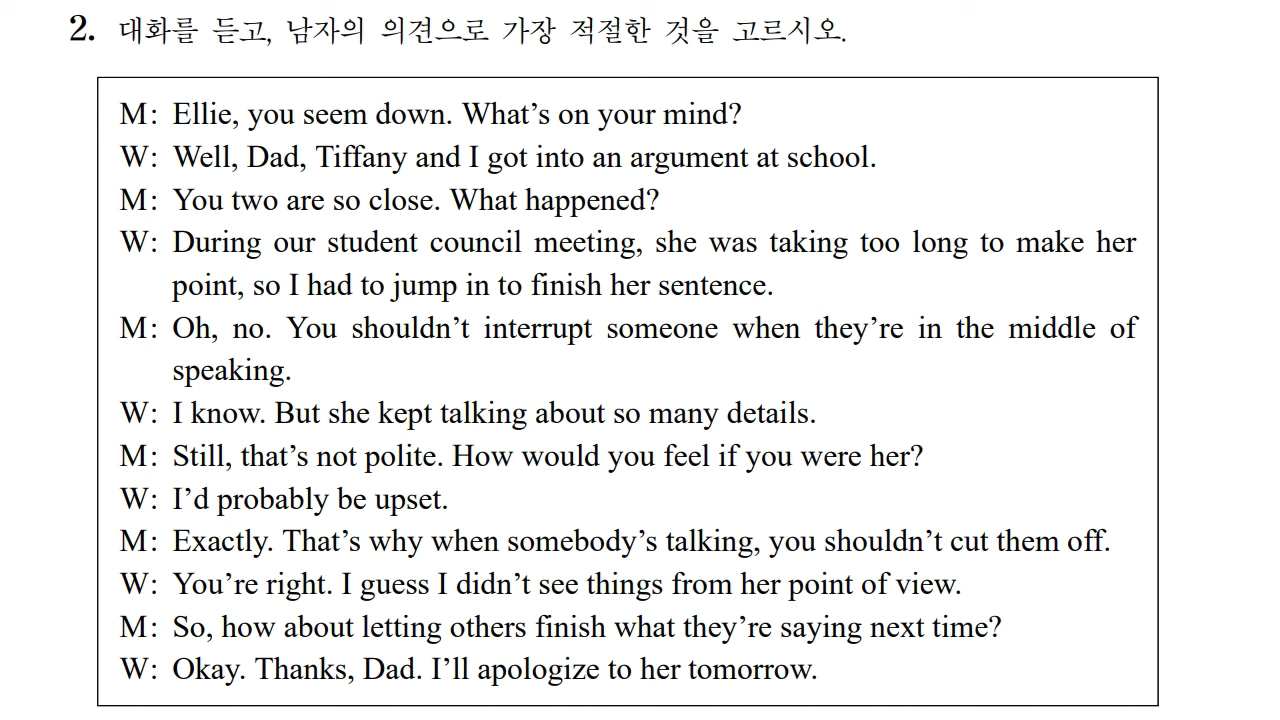 2. 대화를 듣고, 남자의 의견으로 가장 적절한 것을 고르시오.
M: Ellie, you seem down. What's on your mind?
W: Well, Dad, Tiffany and I got into an argument at school.
M: You two are so close. What happened?
W: During our student council meeting, she was taking too long to make her
point, so I had to jump in to finish her sentence.
M: Oh, no. You shouldn't interrupt someone when they're in the middle of
speaking.
W: I know. But she kept talking about so many details.
M: Still, that's not polite. How would you feel if you were her?
W: I'd probably be upset.
M: Exactly. That's why when somebody's talking, you shouldn't cut them off.
W: You're right. I guess I didn't see things from her point of view.
M: So, how about letting others finish what they're saying next time?
W: Okay. Thanks, Dad. I'll apologize to her tomorrow.